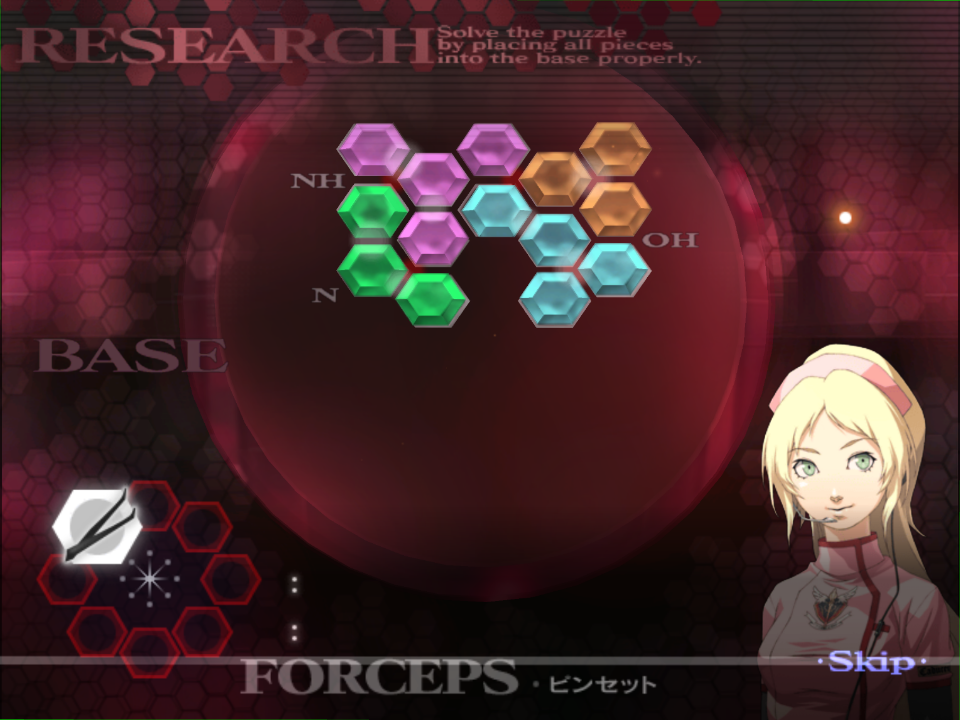 RESEARCH
Solve the puzzle
by placing all pieces
into the base properly.
NH
OH
N
BASE
·Skip·
FORCEPS ·ピンセット